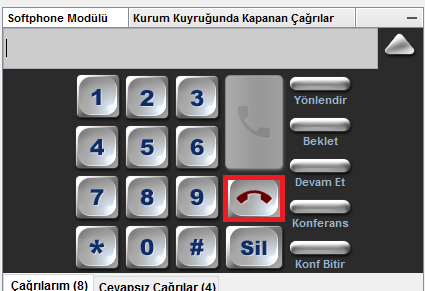 Softphone Modülü
Kurum Kuyruğunda Kapanan Çağrılar
1 2 3
Yönlendir
4 5 6
Beklet
Devam Et
7 8 9
Konferans
* 0 # Sil
Konf Bitir
Çağrılarım (8)
Cevapsız Çağrılar (4)